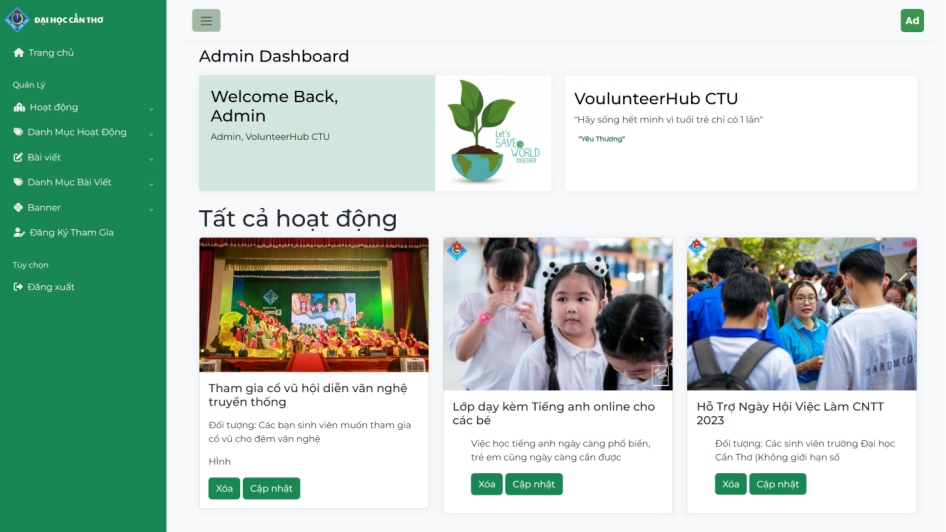 ĐẠI HỌC CẦN THƠ
Trang chủ
Quản Lý
Hoạt động
Danh Mục Hoạt Động
Bài viết
Danh Mục Bài Viết
Banner
Đăng Ký Tham Gia
Tùy chọn
Đăng xuất
Ad
Admin Dashboard
Welcome Back,
Admin
Admin, VolunteerHub CTU
Let's
SAVE the
WORLD
TOGETHER
VoulunteerHub CTU
"Hãy sống hết mình vì tuổi trẻ chỉ có 1 lần"
"Yêu Thương"
Tất cả hoạt động
Tham gia cổ vũ hội diễn văn nghệ
truyền thống
Đối tượng: Các bạn sinh viên muốn tham gia
cổ vũ cho đêm văn nghệ
Hình
Xóa
Cập nhật
Lớp dạy kèm Tiếng anh online cho
các bé
Việc học tiếng anh ngày càng phổ biến,
trẻ em cũng ngày càng cần được
Xóa
Cập nhật
HARDMODE
Hỗ Trợ Ngày Hội Việc Làm CNTT
2023
Đối tượng: Các sinh viên trường Đại học
Cần Thơ (Không giới hạn số
Xóa
Cập nhật